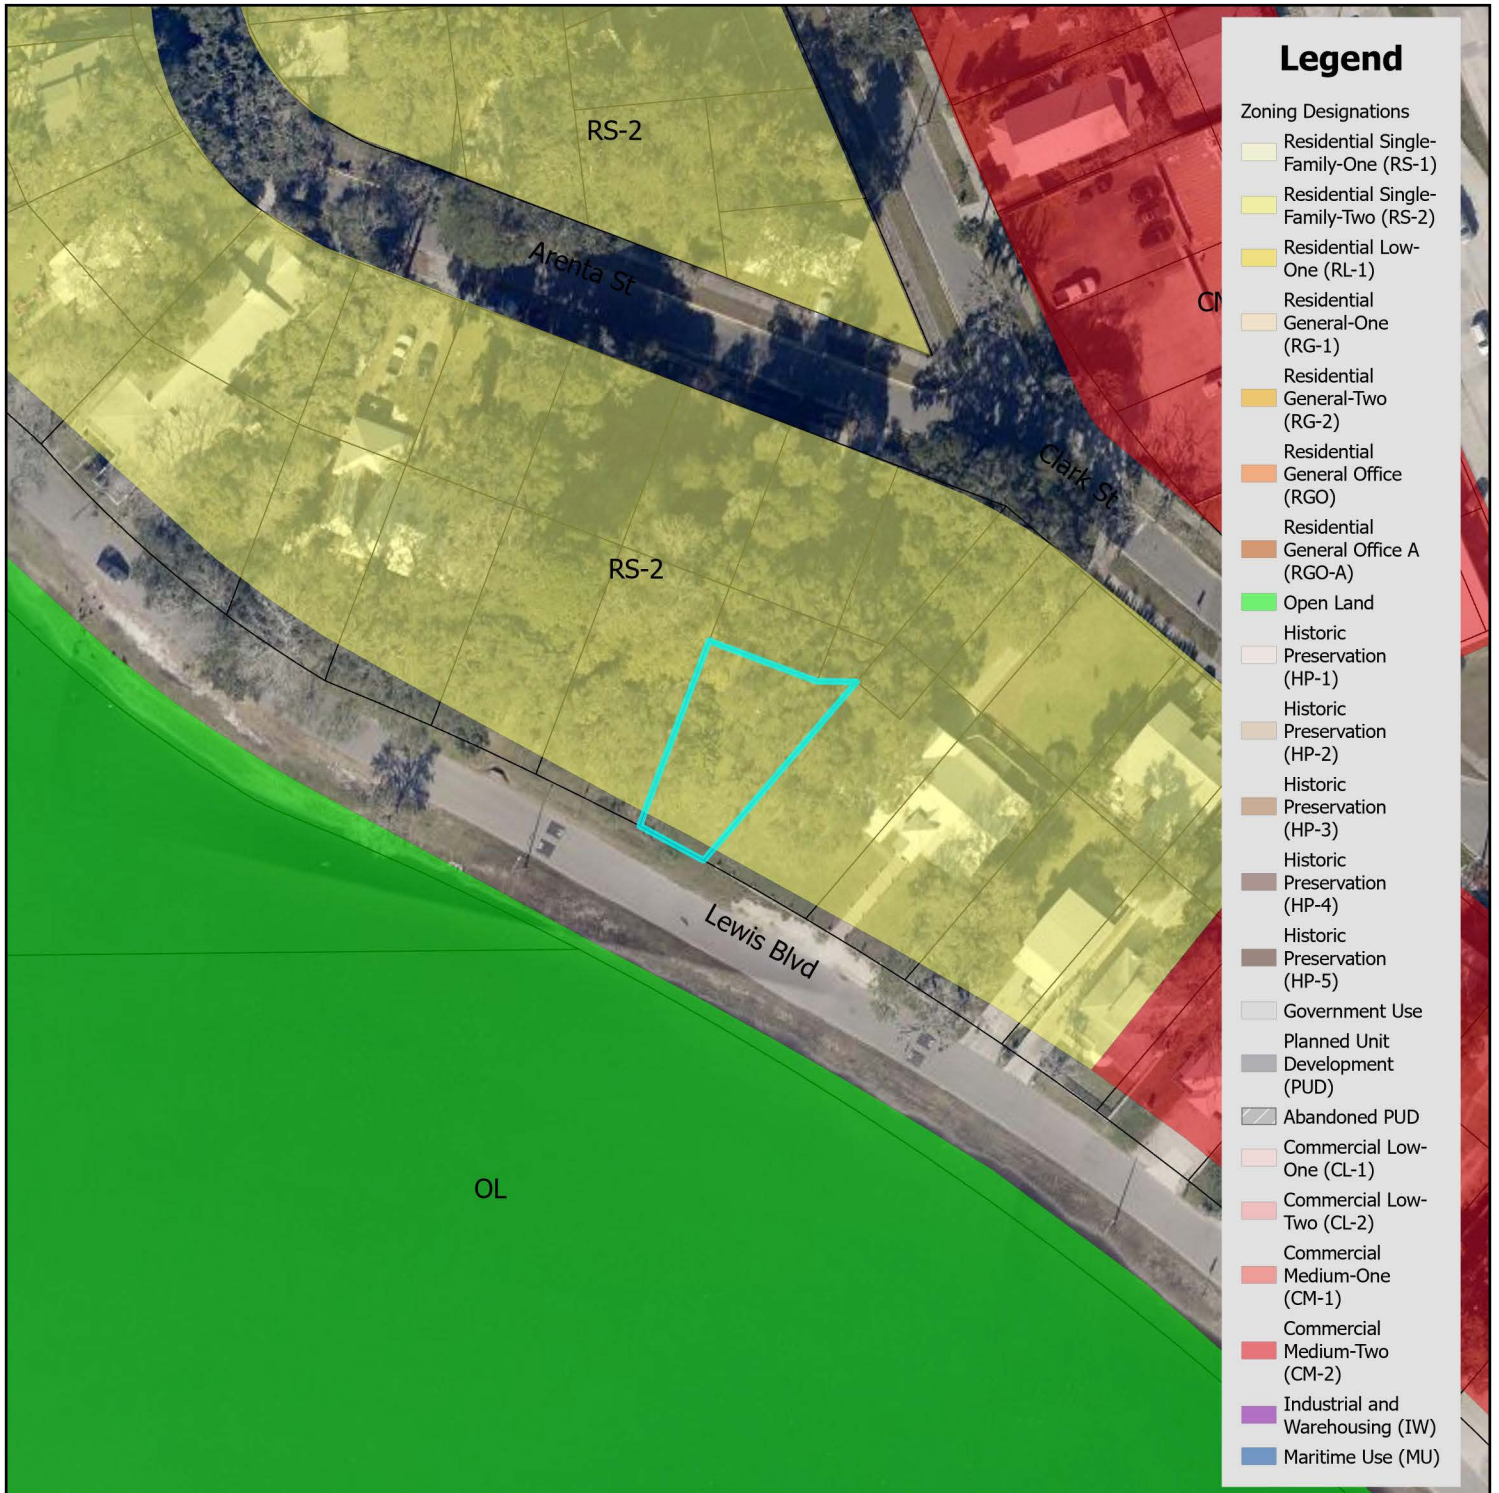 RS-2
Arenta St
CM
Clark St
RS-2
Lewis Blvd
OL
Legend
Zoning Designations
Residential Single-
Family-One (RS-1)
Residential Single-
Family-Two (RS-2)
Residential Low-
One (RL-1)
Residential
General-One
(RG-1)
Residential
General-Two
(RG-2)
Residential
General Office
(RGO)
Residential
General Office A
(RGO-A)
Open Land
Historic
Preservation
(HP-1)
Historic
Preservation
(HP-2)
Historic
Preservation
(HP-3)
Historic
Preservation
(HP-4)
Historic
Preservation
(HP-5)
Government Use
Planned Unit
Development
(PUD)
Abandoned PUD
Commercial Low-
One (CL-1)
Commercial Low-
Two (CL-2)
Commercial
Medium-One
(CM-1)
Commercial
Medium-Two
(CM-2)
Industrial and
Warehousing (IW)
Maritime Use (MU)